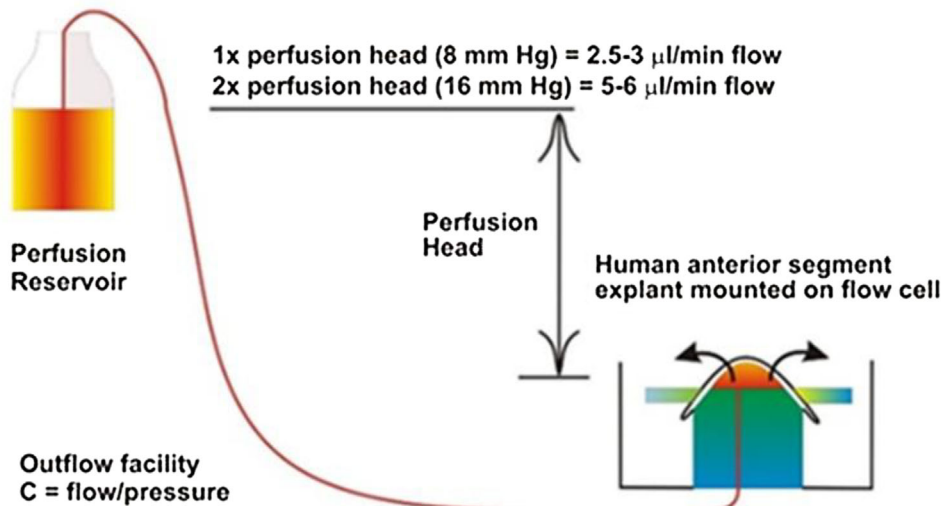 1x perfusion head (8 mm Hg) = 2.5-3 μl/min flow
2x perfusion head (16 mm Hg) = 5-6 μl/min flow
Perfusion
Head
Perfusion
Reservoir
Human anterior segment
explant mounted on flow cell
Outflow facility
C = flow/pressure